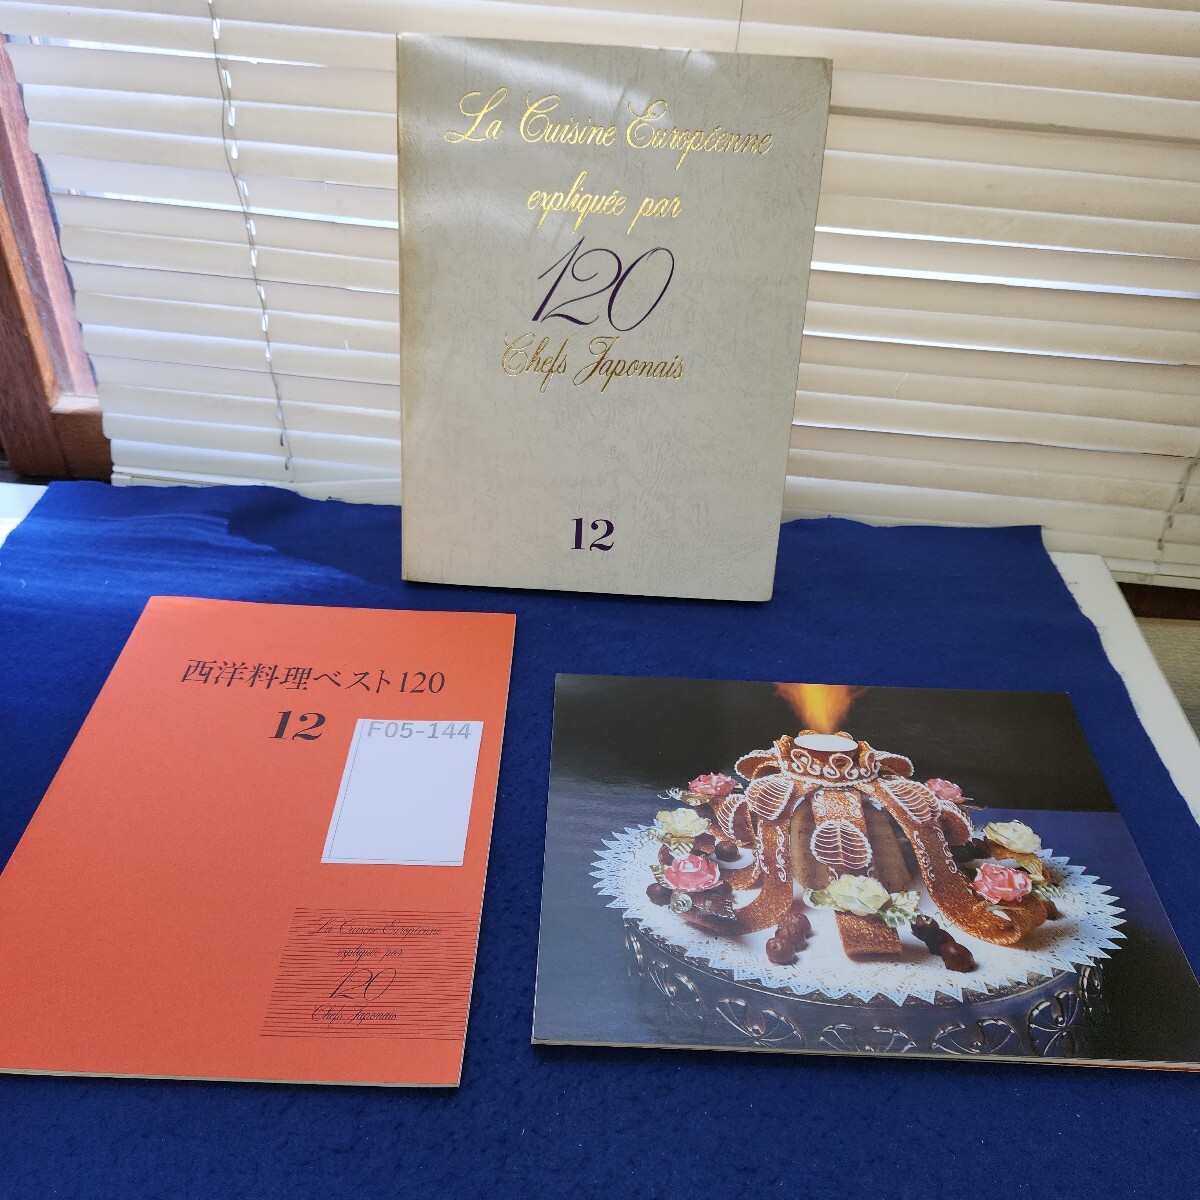 La Cuisine Européenne
expliquée par
120
Chefs Japonais
12
西洋料理ベスト120
12
F05-144
La Cuisine Européenne
expliquée par
120
Chefs Japonais